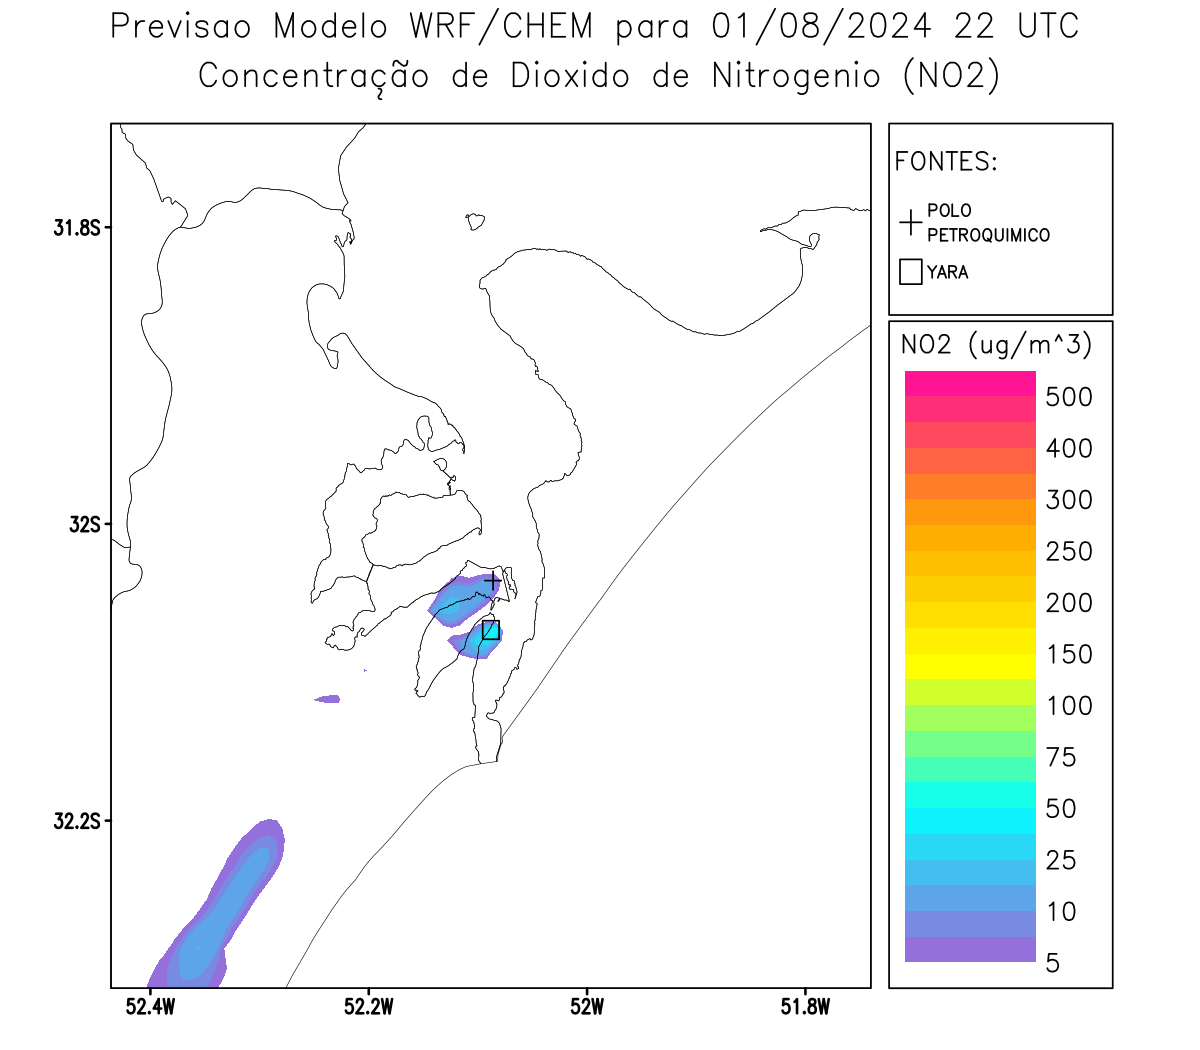 Previsao Modelo WRF/CHEM para 01/08/2024 22 UTC
Concentração de Dioxido de Nitrogenio (NO2)
FONTES:
POLO
PETROQUIMICO
YARA
NO2 (ug/m^3)
500
400
300
250
200
150
100
75
50
25
10
5
31.8S
32S
32.2S
52.4W
52.2W
52W
51.8W